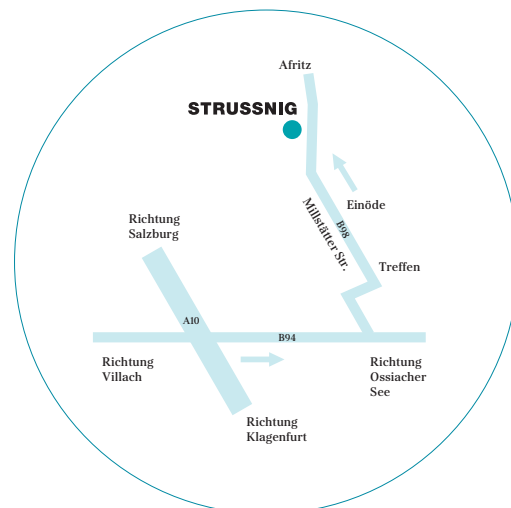 Afritz
STRUSSNIG
Einöde
Millstätter Str.
B98
Richtung
Salzburg
Treffen
A10
B94
Richtung
Villach
Richtung
Ossiacher
See
Richtung
Klagenfurt